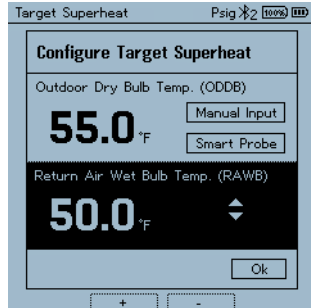 Target Superheat Psig 2 100%
Configure Target Superheat
Outdoor Dry Bulb Temp. (ODDB)
55.0 °F
Manual Input
Smart Probe
Return Air Wet Bulb Temp. (RAWB)
50.0 °F
Ok
+ -